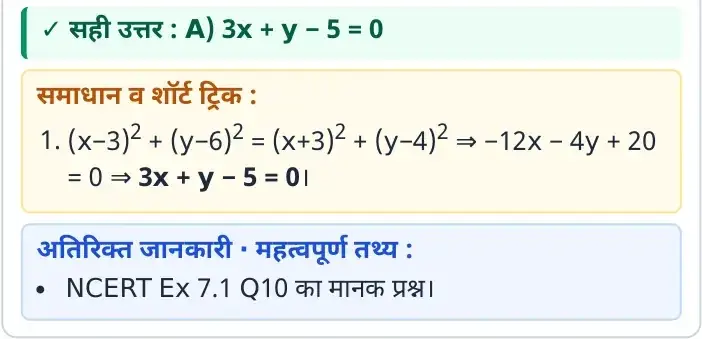 ✓ सही उत्तर : A) 3x + y − 5 = 0
समाधान व शॉर्ट ट्रिक :
1. (x−3)² + (y−6)² = (x+3)² + (y−4)² ⇒ −12x − 4y + 20
= 0 ⇒ 3x + y − 5 = 0।
अतिरिक्त जानकारी · महत्वपूर्ण तथ्य :
• NCERT Ex 7.1 Q10 का मानक प्रश्न।